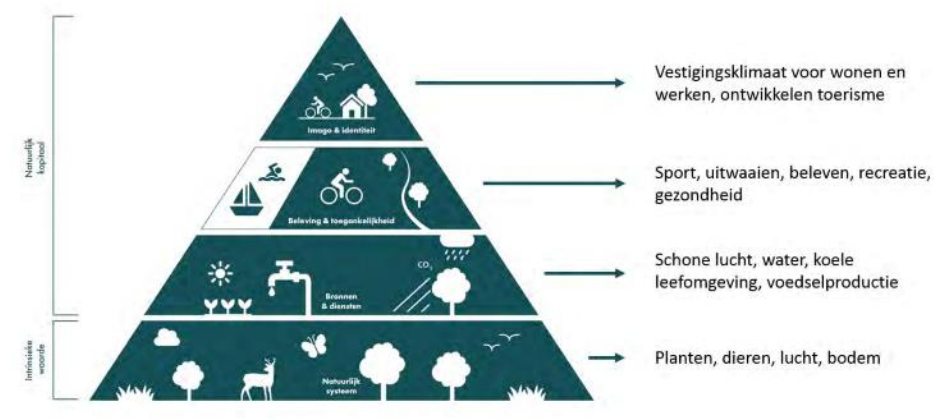 Natuurlijk
kapitaal
Imago & identiteit
Vestigingsklimaat voor wonen en
werken, ontwikkelen toerisme
Beleving & toegankelijkheid
Sport, uitwaaien, beleven, recreatie,
gezondheid
CO₂
Bronnen
& diensten
Schone lucht, water, koele
leefomgeving, voedselproductie
Intrinsieke
waarde
Natuurlijk
systeem
Planten, dieren, lucht, bodem